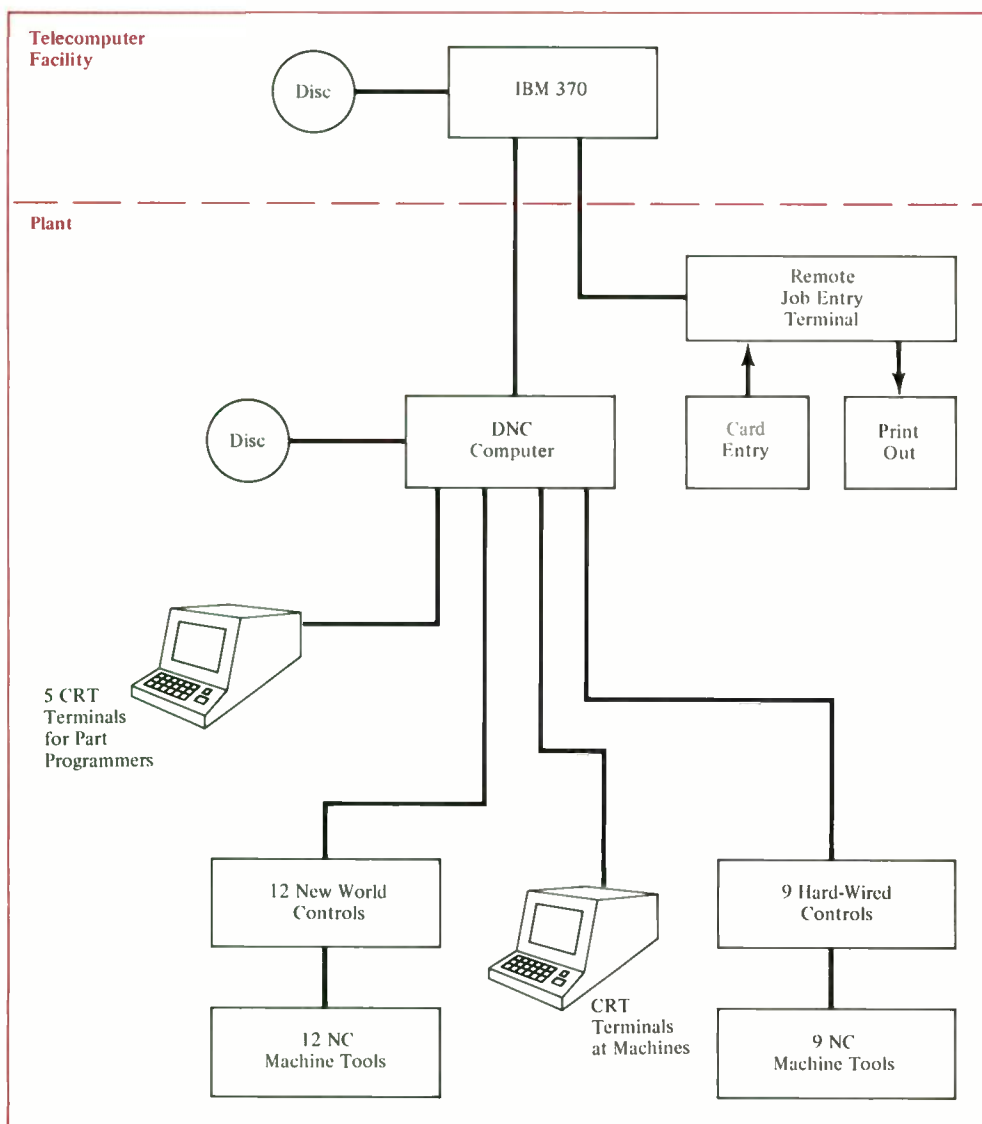 Telecomputer
Facility
Disc
IBM 370
Plant
Remote
Job Entry
Terminal
Disc
DNC
Computer
Card
Entry
Print
Out
5 CRT
Terminals
for Part
Programmers
12 New World
Controls
9 Hard-Wired
Controls
CRT
Terminals
at Machines
12 NC
Machine Tools
9 NC
Machine Tools